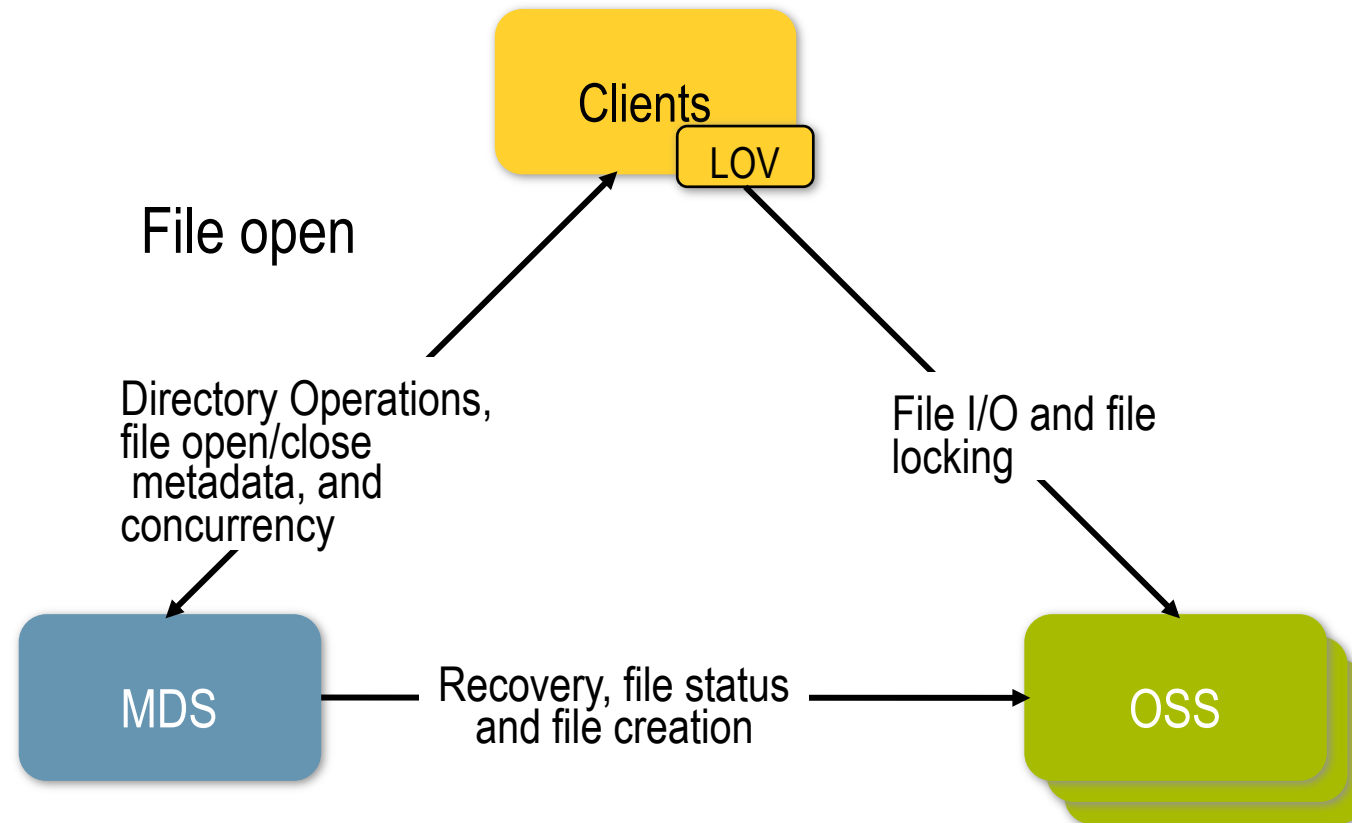 Clients
LOV
File open
Directory Operations,
file open/close
metadata, and
concurrency
File I/O and file
locking
MDS
Recovery, file status
and file creation
OSS